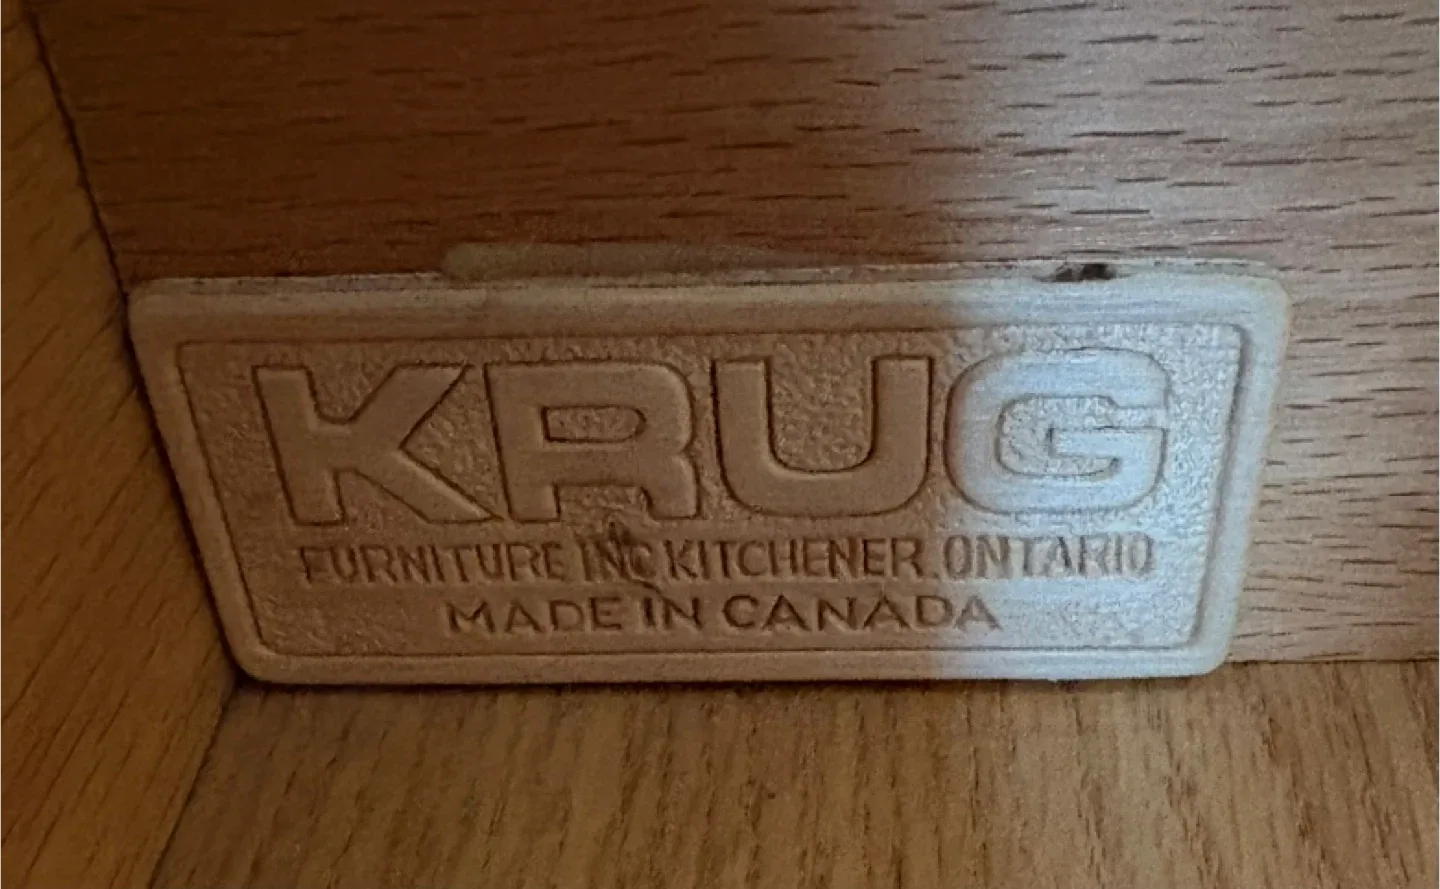 KRUG
FURNITURE INC KITCHENER, ONTARIO
MADE IN CANADA